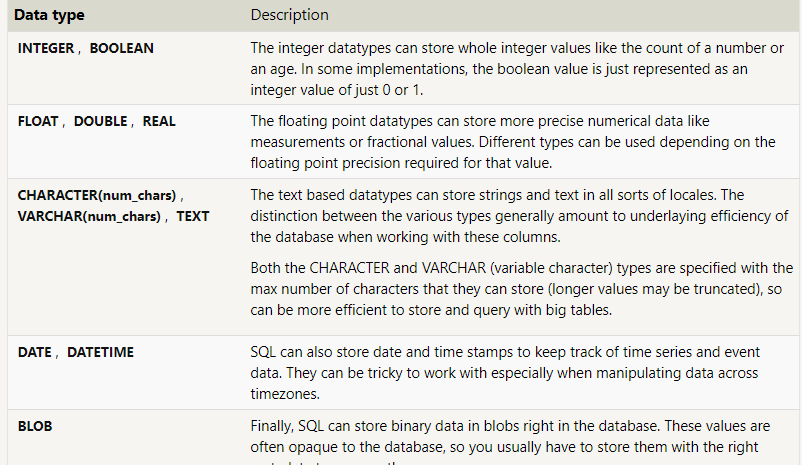 Data type Description
INTEGER , BOOLEAN The integer datatypes can store whole integer values like the count of a number or
an age. In some implementations, the boolean value is just represented as an
integer value of just 0 or 1.
FLOAT , DOUBLE , REAL The floating point datatypes can store more precise numerical data like
measurements or fractional values. Different types can be used depending on the
floating point precision required for that value.
CHARACTER(num_chars) ,
VARCHAR(num_chars) , TEXT
The text based datatypes can store strings and text in all sorts of locales. The
distinction between the various types generally amount to underlaying efficiency of
the database when working with these columns.
Both the CHARACTER and VARCHAR (variable character) types are specified with the
max number of characters that they can store (longer values may be truncated), so
can be more efficient to store and query with big tables.
DATE , DATETIME SQL can also store date and time stamps to keep track of time series and event
data. They can be tricky to work with especially when manipulating data across
timezones.
BLOB Finally, SQL can store binary data in blobs right in the database. These values are
often opaque to the database, so you usually have to store them with the right